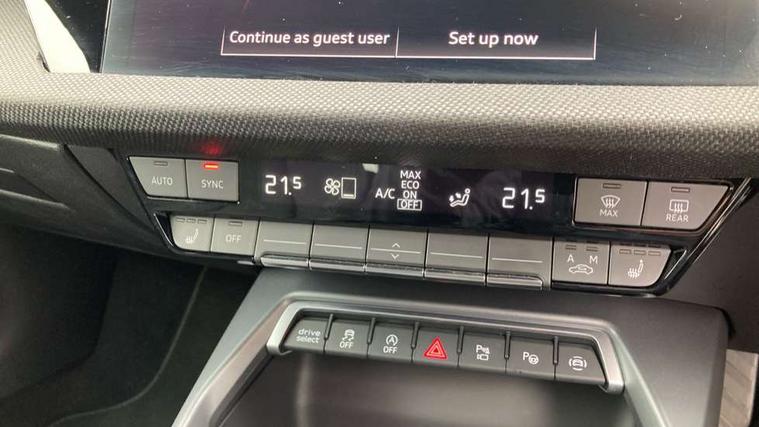 Continue as guest user
Set up now
AUTO
SYNC
21.5
A/C
MAX
ECO
ON
OFF
21.5
MAX
REAR
OFF
A M
drive
select
OFF
OFF
P
P